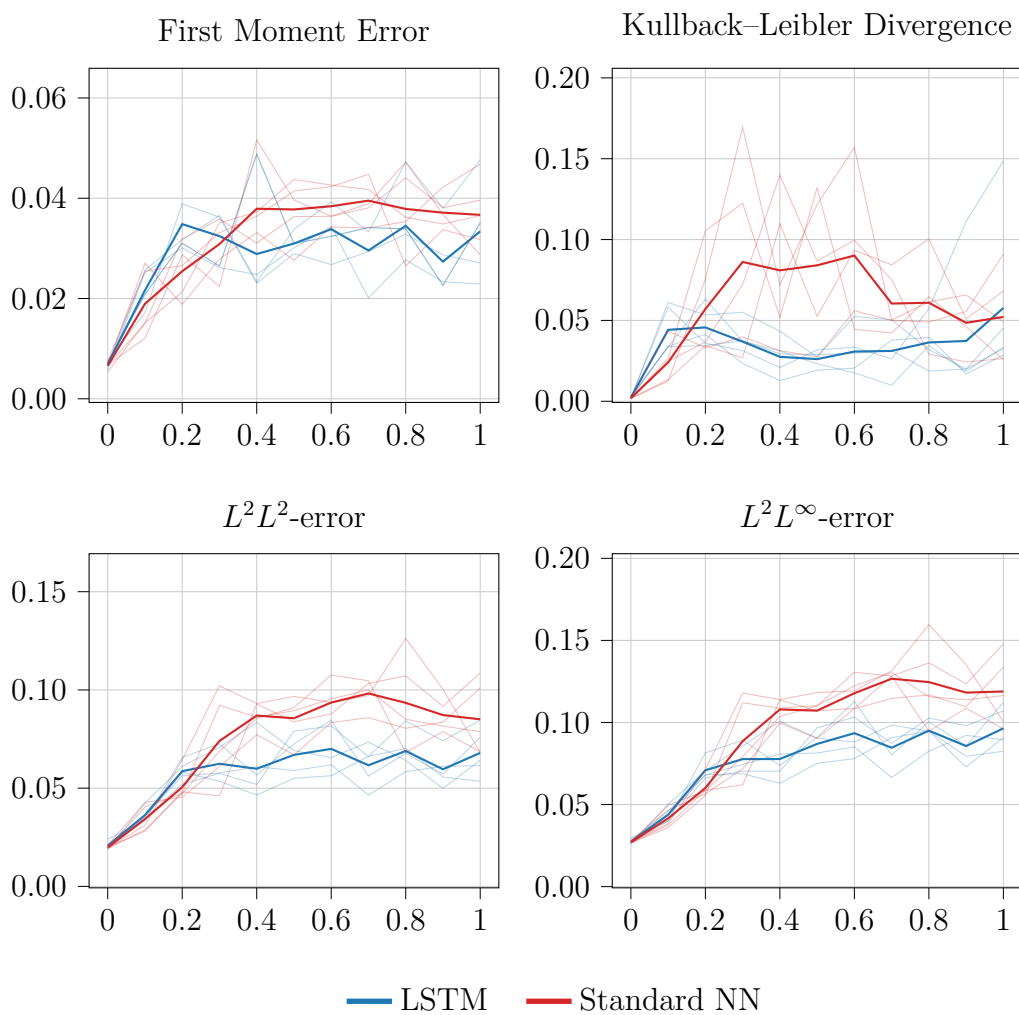 First Moment Error
0.06
0.04
0.02
0.00
0 0.2 0.4 0.6 0.8 1
Kullback–Leibler Divergence
0.20
0.15
0.10
0.05
0.00
0 0.2 0.4 0.6 0.8 1
L²L²-error
0.15
0.10
0.05
0.00
0 0.2 0.4 0.6 0.8 1
L²L^∞-error
0.20
0.15
0.10
0.05
0.00
0 0.2 0.4 0.6 0.8 1
LSTM Standard NN